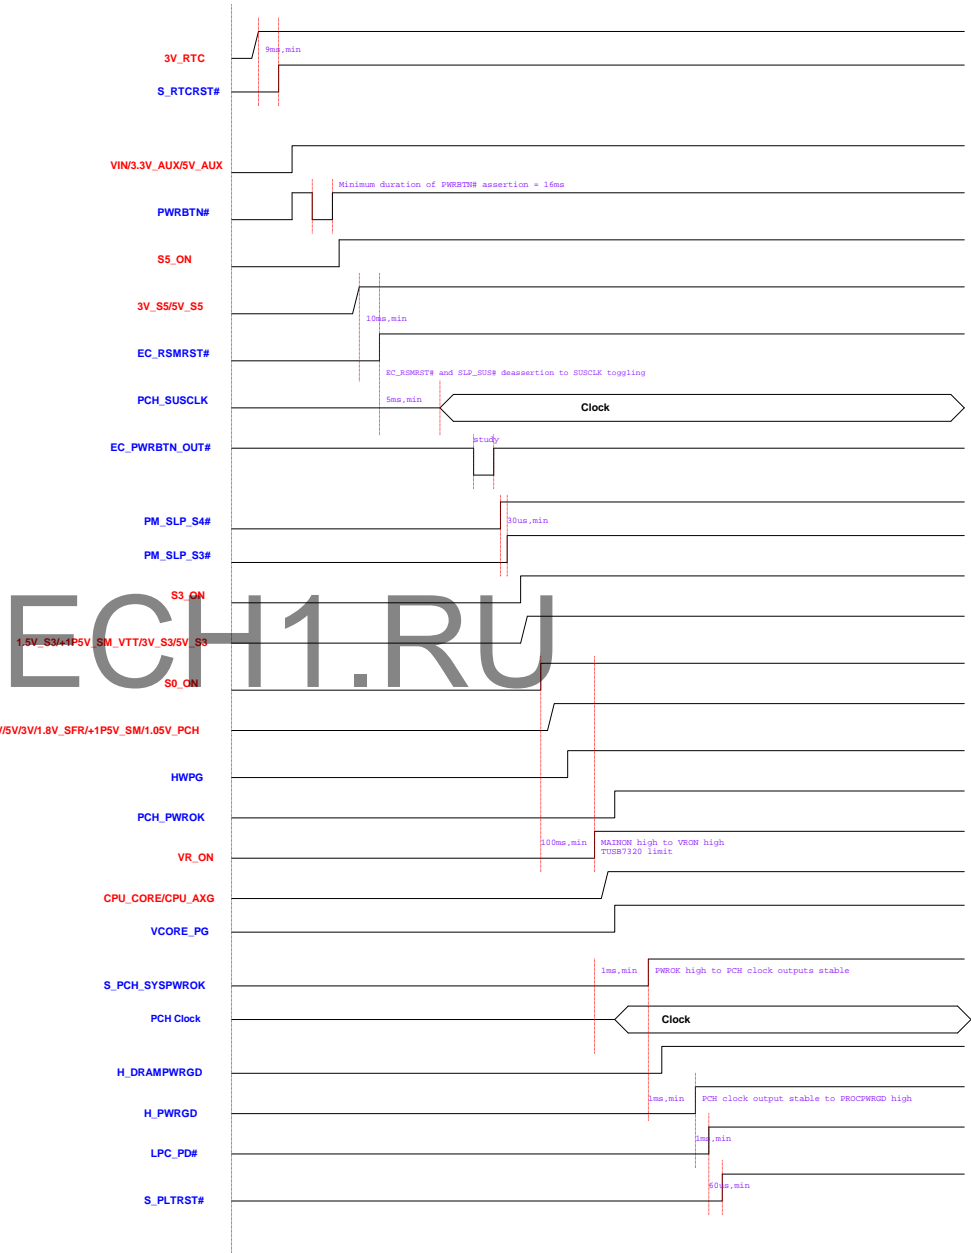 9ms,min
3V_RTC
S_RTCRST#
VIN/3.3V_AUX/5V_AUX
Minimum duration of PWRBTN# assertion = 16ms
PWRBTN#
S5_ON
3V_S5/5V_S5
10ms,min
EC_RSMRST#
EC_RSMRST# and SLP_SUS# deassertion to SUSCLK toggling
PCH_SUSCLK
5ms,min
Clock
EC_PWRBTN_OUT#
study
PM_SLP_S4#
30us,min
PM_SLP_S3#
S3_ON
ECH1.RU
1.5V_S3/+1P5V_SM_VTT/3V_S3/5V_S3
S0_ON
V/5V/3V/1.8V_SFR/+1P5V_SM/1.05V_PCH
HWPG
PCH_PWROK
100ms,min MAINON high to VRON high
TUSB7320 limit
VR_ON
CPU_CORE/CPU_AXG
VCORE_PG
1ms,min PWROK high to PCH clock outputs stable
S_PCH_SYSPWROK
PCH Clock
Clock
H_DRAMPWRGD
1ms,min PCH clock output stable to PROCPWRGD high
H_PWRGD
1ms,min
LPC_PD#
60us,min
S_PLTRST#